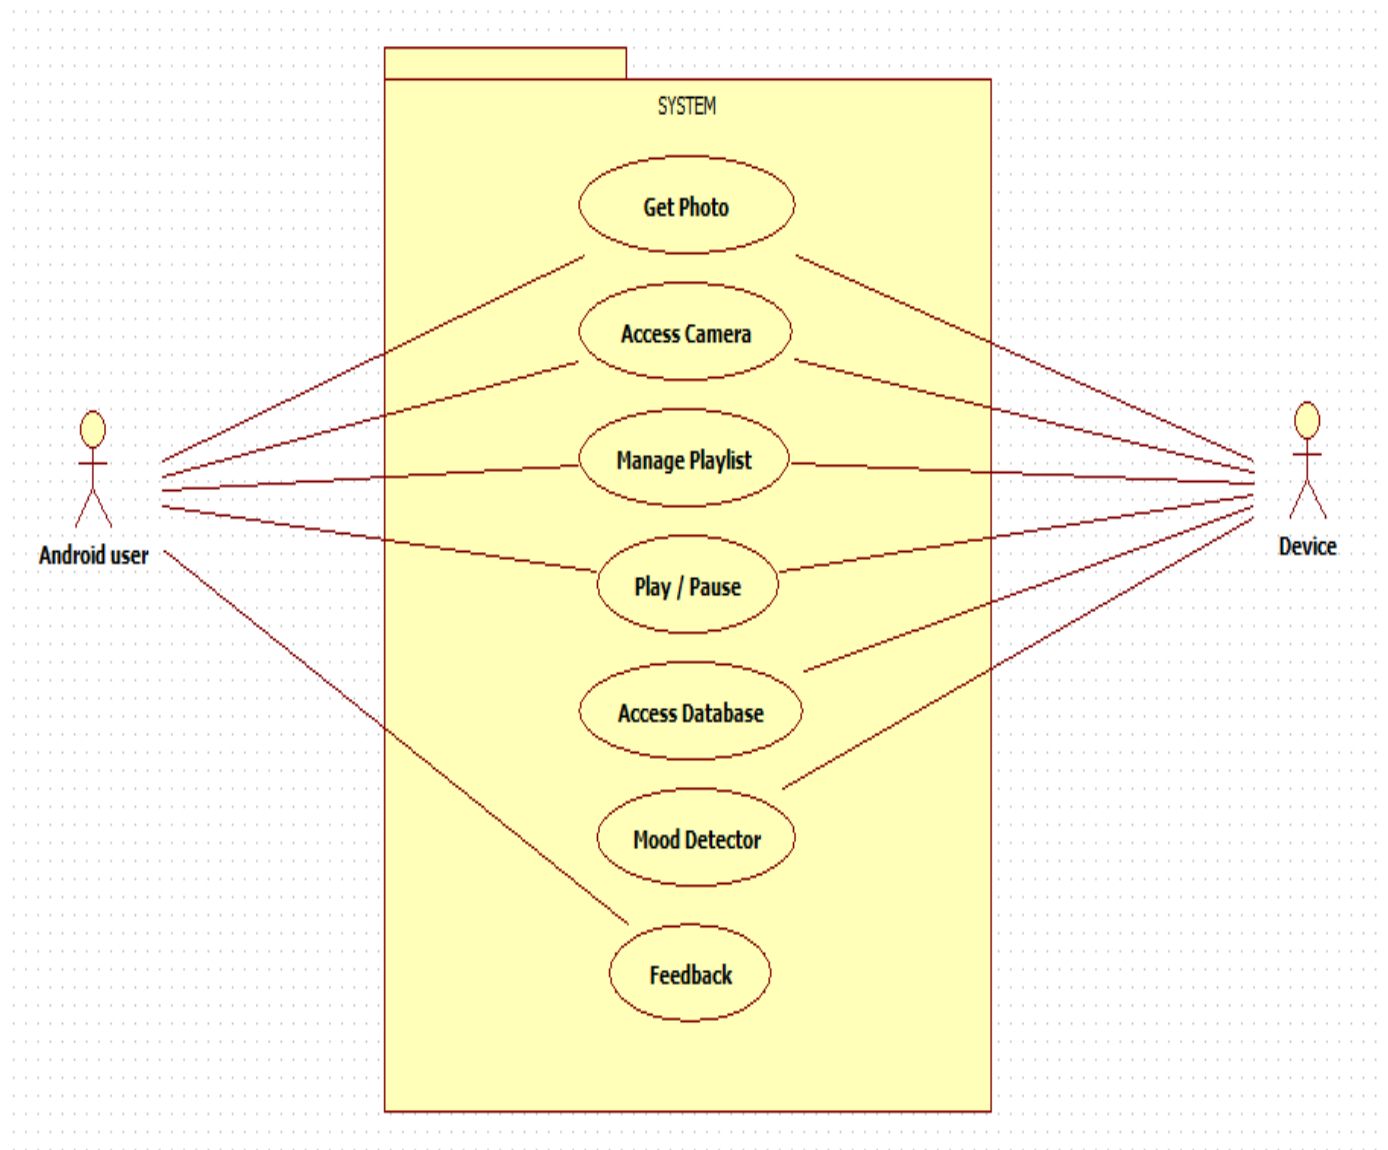 SYSTEM
Get Photo
Access Camera
Manage Playlist
Android user
Device
Play / Pause
Access Database
Mood Detector
Feedback